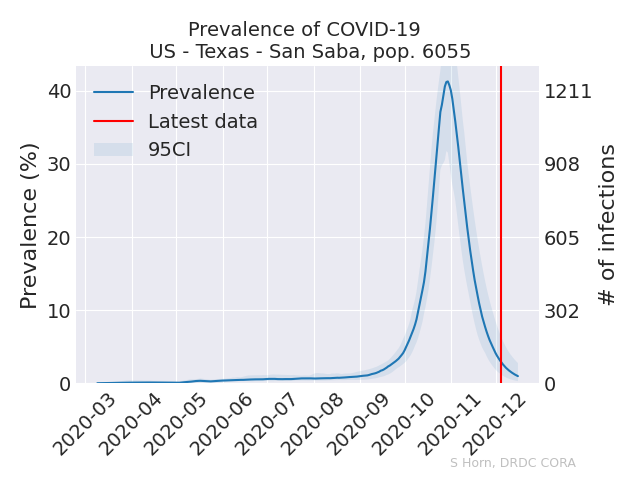 Prevalence of COVID-19
US - Texas - San Saba, pop. 6055
Prevalence
Latest data
95CI
Prevalence (%)
40
30
20
10
0
1211
908
605
302
0
# of infections
2020-03
2020-04
2020-05
2020-06
2020-07
2020-08
2020-09
2020-10
2020-11
2020-12
S Horn, DRDC CORA